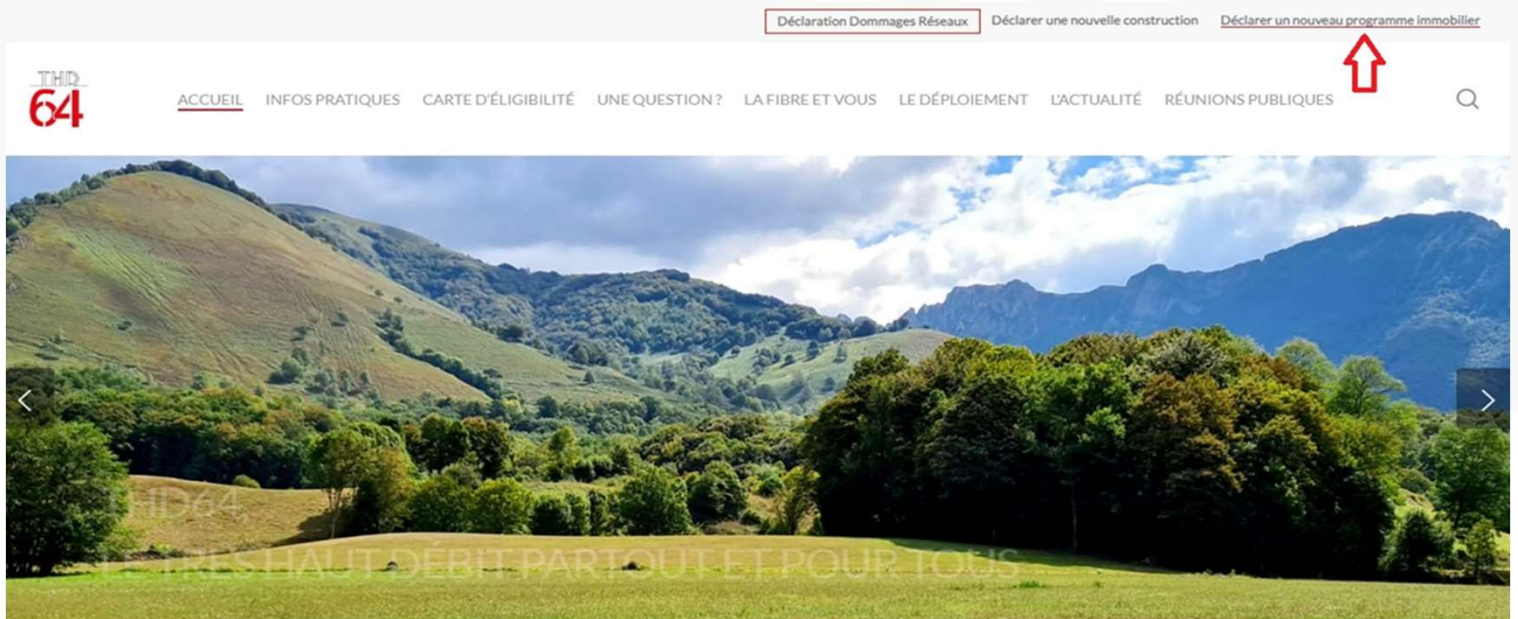 Déclaration Dommages Réseaux Déclarer une nouvelle construction Déclarer un nouveau programme immobilier
THD
64
ACCUEIL INFOS PRATIQUES CARTE D'ÉLIGIBILITÉ UNE QUESTION ? LA FIBRE ET VOUS LE DÉPLOIEMENT L'ACTUALITÉ RÉUNIONS PUBLIQUES
THD64,
LE TRÈS HAUT DÉBIT PARTOUT ET POUR TOUS